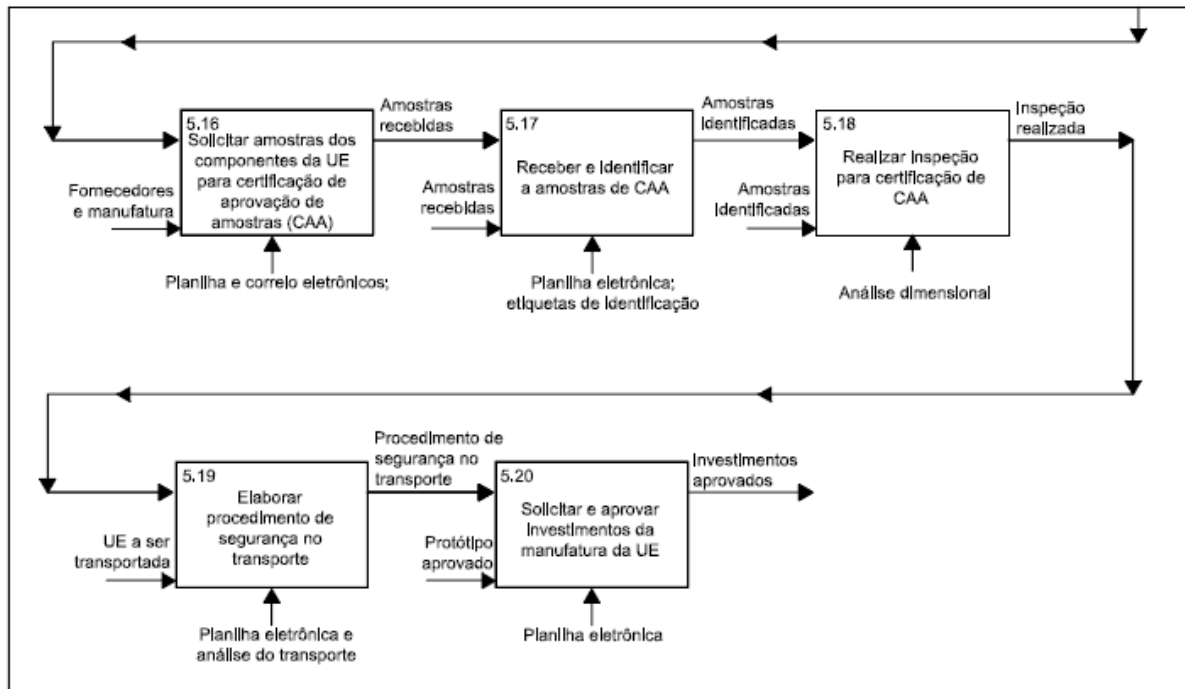 5.16
Solicitar amostras dos
componentes da UE
para certificação de
aprovação de
amostras (CAA)
Fornecedores
e manufatura
Planilha e correio eletrônicos;
Amostras
recebidas
5.17
Receber e identificar
a amostras de CAA
Amostras
recebidas
Planilha eletrônica;
etiquetas de identificação
Amostras
identificadas
5.18
Realizar inspeção
para certificação de
CAA
Amostras
identificadas
Análise dimensional
Inspeção
realizada
5.19
Elaborar
procedimento de
segurança no
transporte
UE a ser
transportada
Planilha eletrônica e
análise do transporte
Procedimento de
segurança no
transporte
5.20
Solicitar e aprovar
investimentos da
manufatura da UE
Protótipo
aprovado
Planilha eletrônica
Investimentos
aprovados